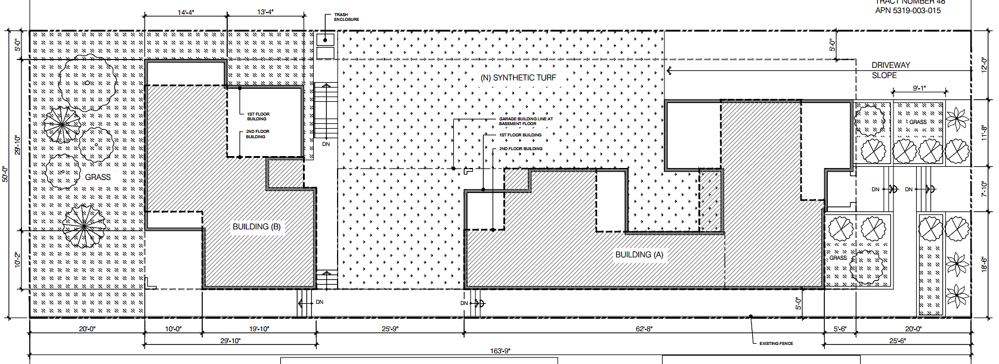 TRACT NUMBER 48
APN 5319-003-015
14'-4"
13'-4"
TRASH
ENCLOSURE
5'-0"
5'-0"
12'-0"
DRIVEWAY
SLOPE
(N) SYNTHETIC TURF
9'-1"
1ST FLOOR
BUILDING
2ND FLOOR
BUILDING
GARAGE BUILDING LINE AT
BASEMENT FLOOR
1ST FLOOR BUILDING
2ND FLOOR BUILDING
GRASS
11'-8"
29'-10"
50'-0"
DN
GRASS
DN
DN
7'-10"
BUILDING (B)
BUILDING (A)
GRASS
10'-2"
18'-6"
DN
DN
5'-0"
20'-0"
10'-0"
19'-10"
25'-9"
62'-8"
5'-6"
20'-0"
29'-10"
EXISTING FENCE
25'-6"
163'-9"